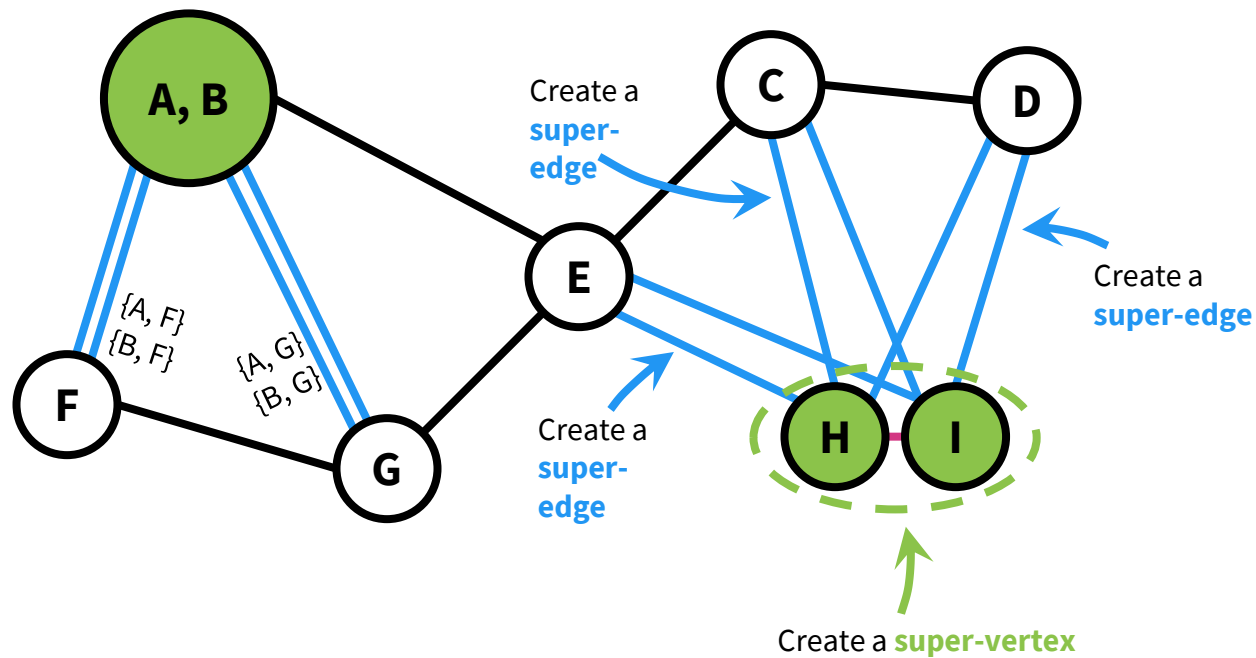 A, B
C
D
Create a
super-
edge
E
Create a
super-edge
{A, F}
{B, F}
{A, G}
{B, G}
F
G
Create a
super-
edge
H
I
Create a super-vertex